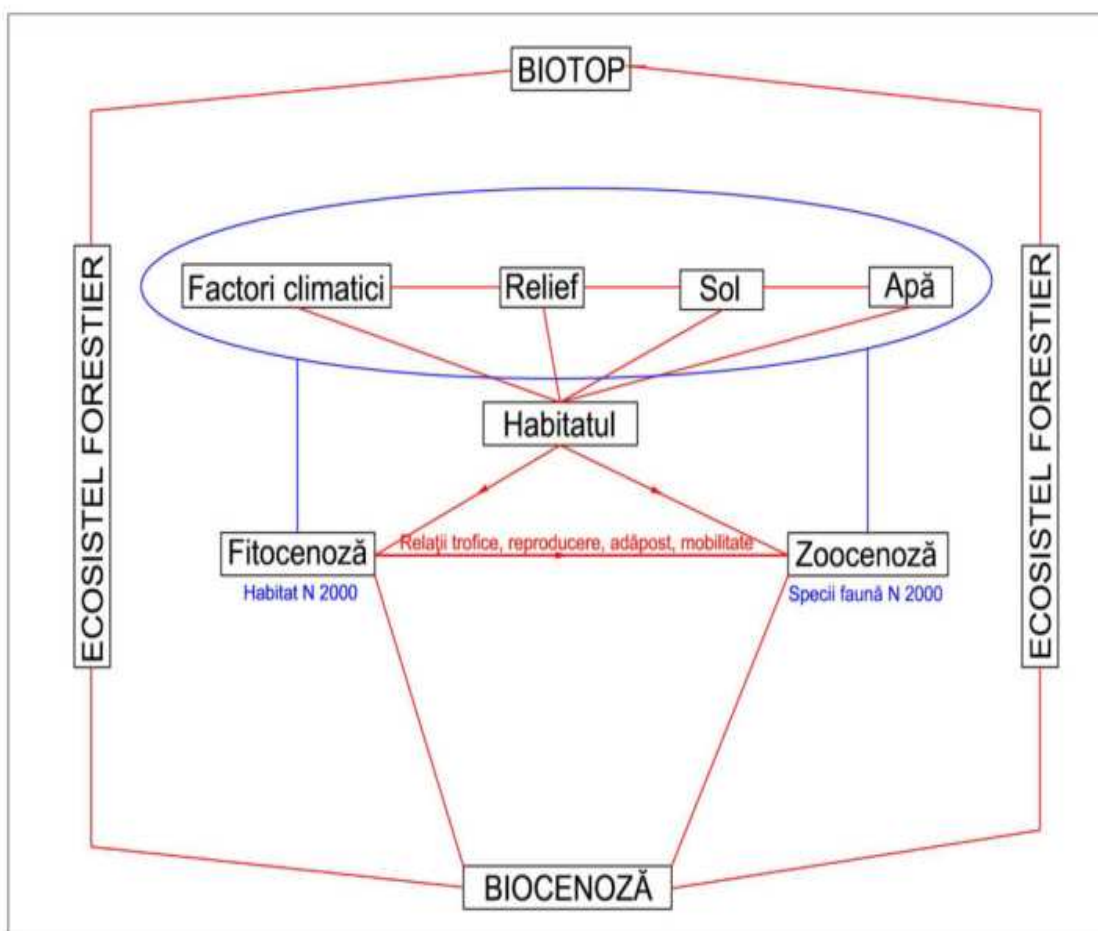 BIOTOP
Factori climatici
Relief
Sol
Apă
ECOSISTEL FORESTIER
ECOSISTEL FORESTIER
Habitatul
Fitocenoză
Relaţii trofice, reproducere, adăpost, mobilitate
Zoocenoză
Habitat N 2000
Specii faună N 2000
BIOCENOZĂ